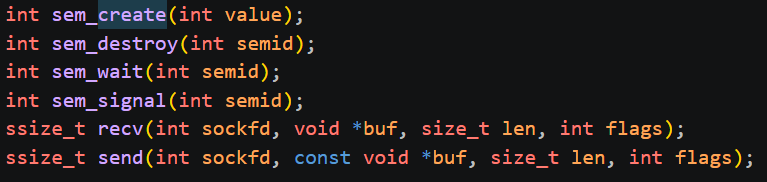 int sem_create(int value);
int sem_destroy(int semid);
int sem_wait(int semid);
int sem_signal(int semid);
ssize_t recv(int sockfd, void *buf, size_t len, int flags);
ssize_t send(int sockfd, const void *buf, size_t len, int flags);